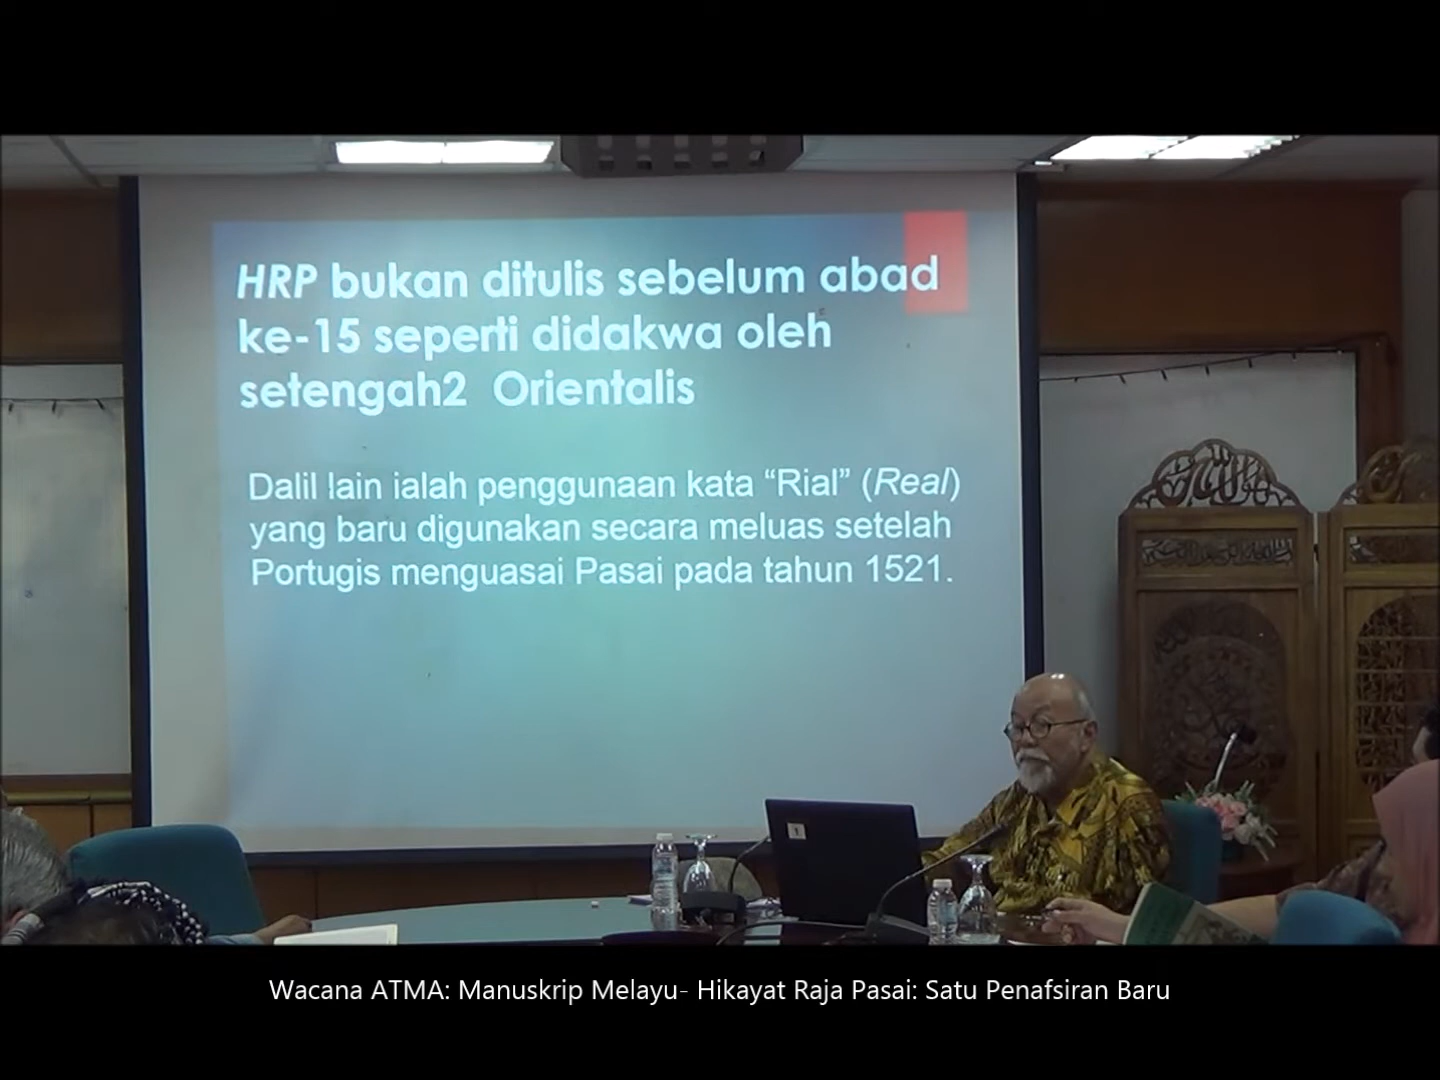 HRP bukan ditulis sebelum abad
ke-15 seperti didakwa oleh
setengah2 Orientalis
Dalil lain ialah penggunaan kata “Rial” (Real)
yang baru digunakan secara meluas setelah
Portugis menguasai Pasai pada tahun 1521.
Wacana ATMA: Manuskrip Melayu- Hikayat Raja Pasai: Satu Penafsiran Baru